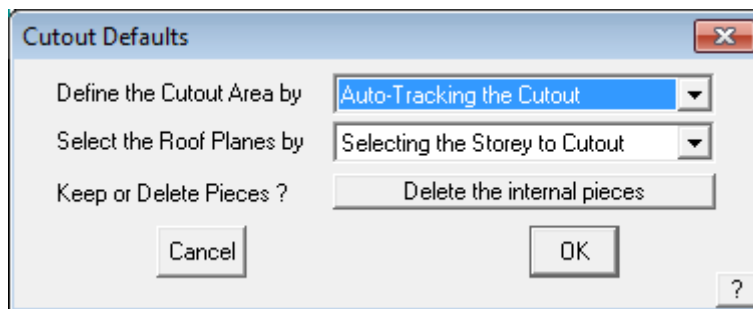 Cutout Defaults
Define the Cutout Area by Auto-Tracking the Cutout
Select the Roof Planes by Selecting the Storey to Cutout
Keep or Delete Pieces ? Delete the internal pieces
Cancel OK
?